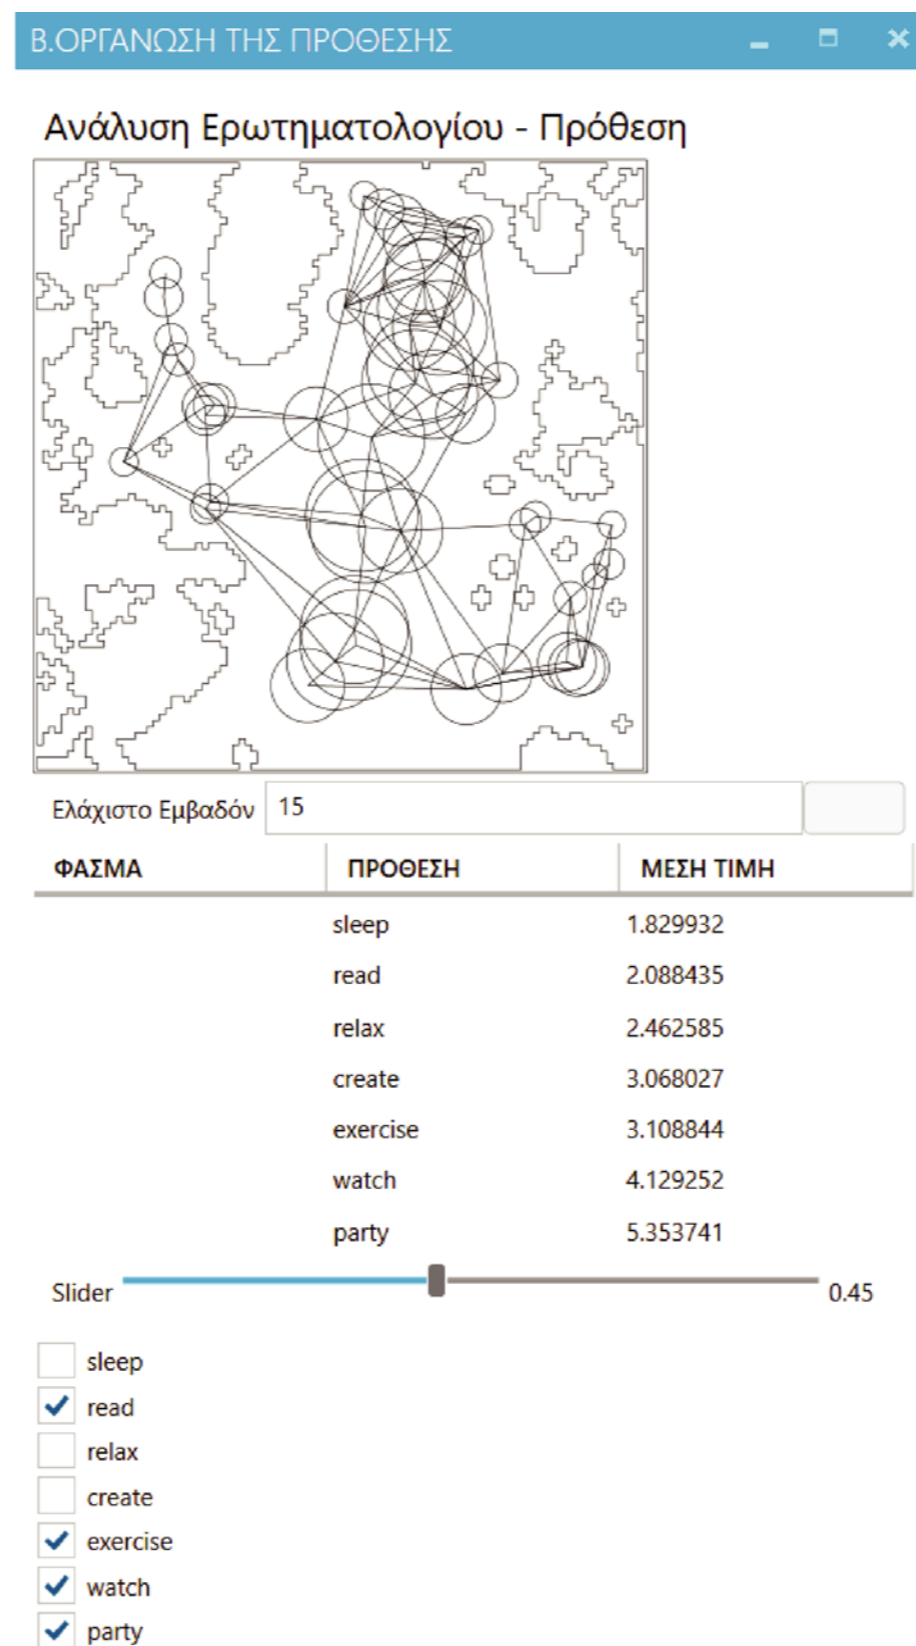 Β.ΟΡΓΑΝΩΣΗ ΤΗΣ ΠΡΟΘΕΣΗΣ
Ανάλυση Ερωτηματολογίου - Πρόθεση
Ελάχιστο Εμβαδόν 15
ΦΑΣΜΑ ΠΡΟΘΕΣΗ ΜΕΣΗ ΤΙΜΗ
sleep 1.829932
read 2.088435
relax 2.462585
create 3.068027
exercise 3.108844
watch 4.129252
party 5.353741
Slider 0.45
sleep
read
relax
create
exercise
watch
party